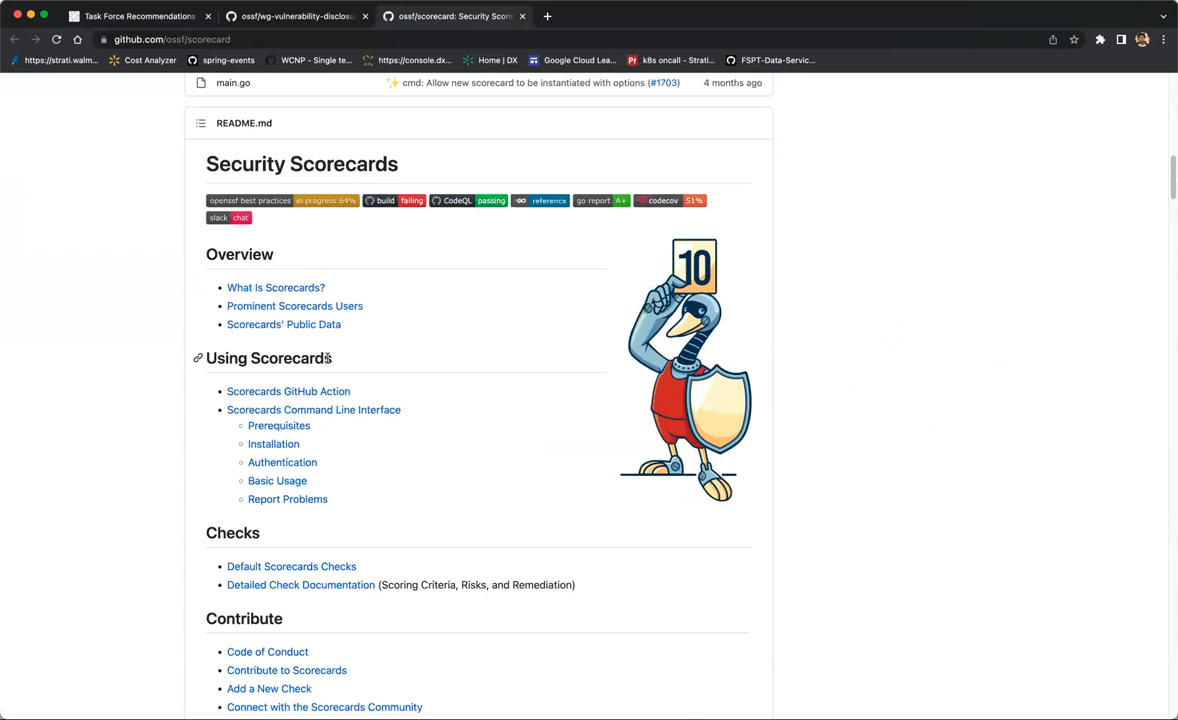 Task Force Recommendations
ossf/wg-vulnerability-disclosu
ossf/scorecard: Security Score
github.com/ossf/scorecard
https://strati.walm...
Cost Analyzer
spring-events
WCNP - Single te...
https://console.dx...
Home | DX
Google Cloud Lea...
k8s oncall - Strati...
FSPT-Data-Servic...
main.go
cmd: Allow new scorecard to be instantiated with options (#1703)
4 months ago
README.md
Security Scorecards
openssf best practices in progress 64%
build failing
CodeQL passing
GO reference
go report A+
codecov 51%
slack chat
Overview
What Is Scorecards?
Prominent Scorecards Users
Scorecards' Public Data
10
Using Scorecards
Scorecards GitHub Action
Scorecards Command Line Interface
Prerequisites
Installation
Authentication
Basic Usage
Report Problems
Checks
Default Scorecards Checks
Detailed Check Documentation (Scoring Criteria, Risks, and Remediation)
Contribute
Code of Conduct
Contribute to Scorecards
Add a New Check
Connect with the Scorecards Community